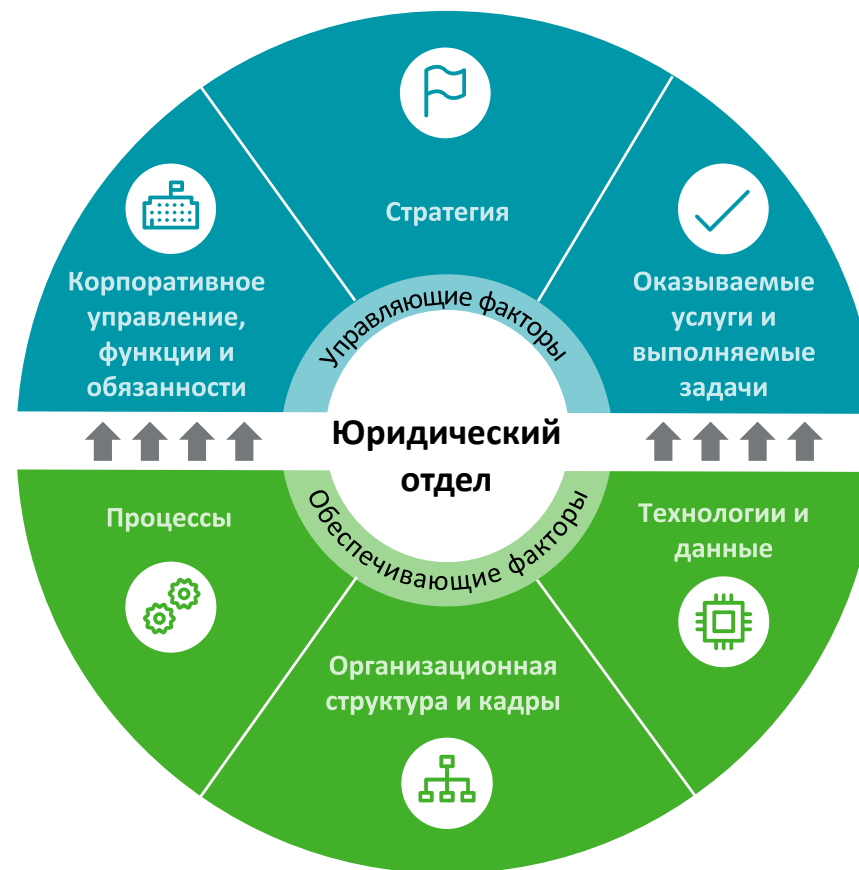 Стратегия
Корпоративное
управление,
функции и
обязанности
Оказываемые
услуги и
выполняемые
задачи
Управляющие факторы
Юридический
отдел
Обеспечивающие факторы
Процессы
Технологии и
данные
Организационная
структура и кадры